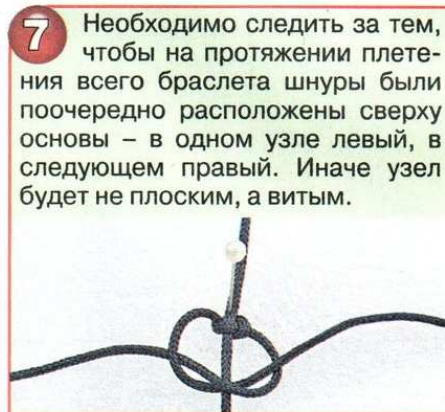 7 Необходимо следить за тем,
чтобы на протяжении плете-
ния всего браслета шнуры были
поочередно расположены сверху
основы – в одном узле левый, в
следующем правый. Иначе узел
будет не плоским, а витым.